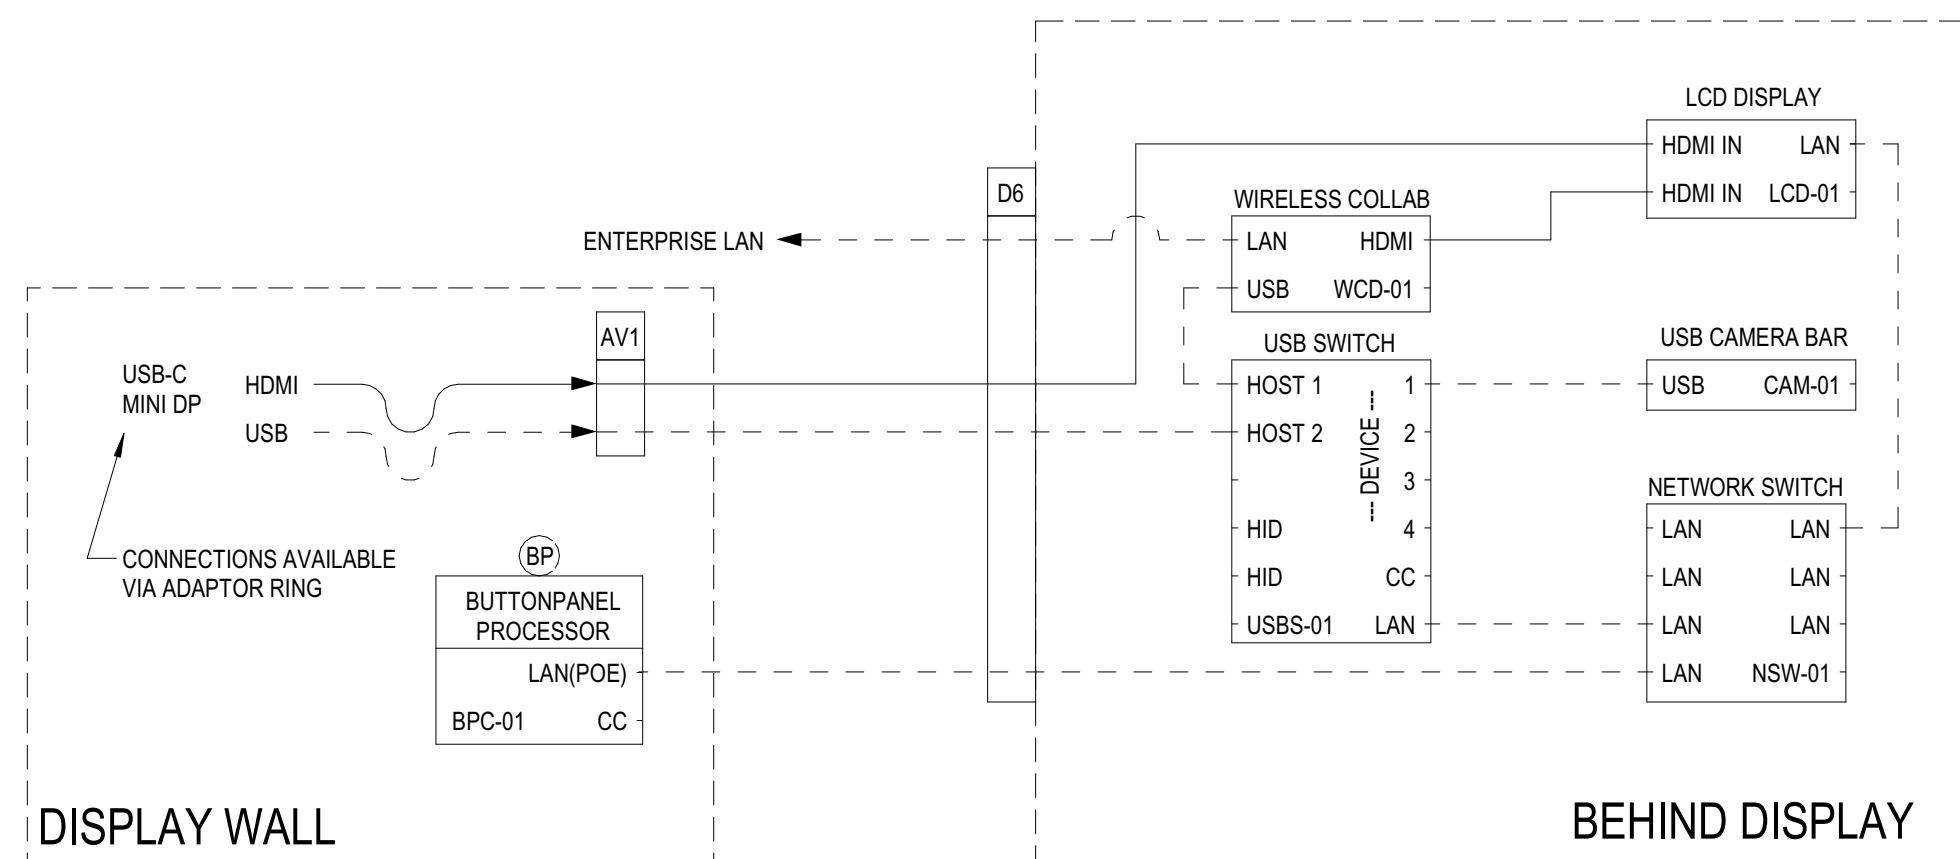 LCD DISPLAY
HDMI IN LAN
HDMI IN LCD-01
D6
WIRELESS COLLAB
LAN HDMI
USB WCD-01
ENTERPRISE LAN
AV1
USB-C
MINI DP
HDMI
USB
CONNECTIONS AVAILABLE
VIA ADAPTOR RING
BP
BUTTONPANEL
PROCESSOR
LAN(POE)
BPC-01 CC
USB SWITCH
HOST 1 1
HOST 2 2
3
HID 4
HID CC
USBS-01 LAN
--- DEVICE ---
USB CAMERA BAR
USB CAM-01
NETWORK SWITCH
LAN LAN
LAN LAN
LAN LAN
LAN NSW-01
DISPLAY WALL
BEHIND DISPLAY